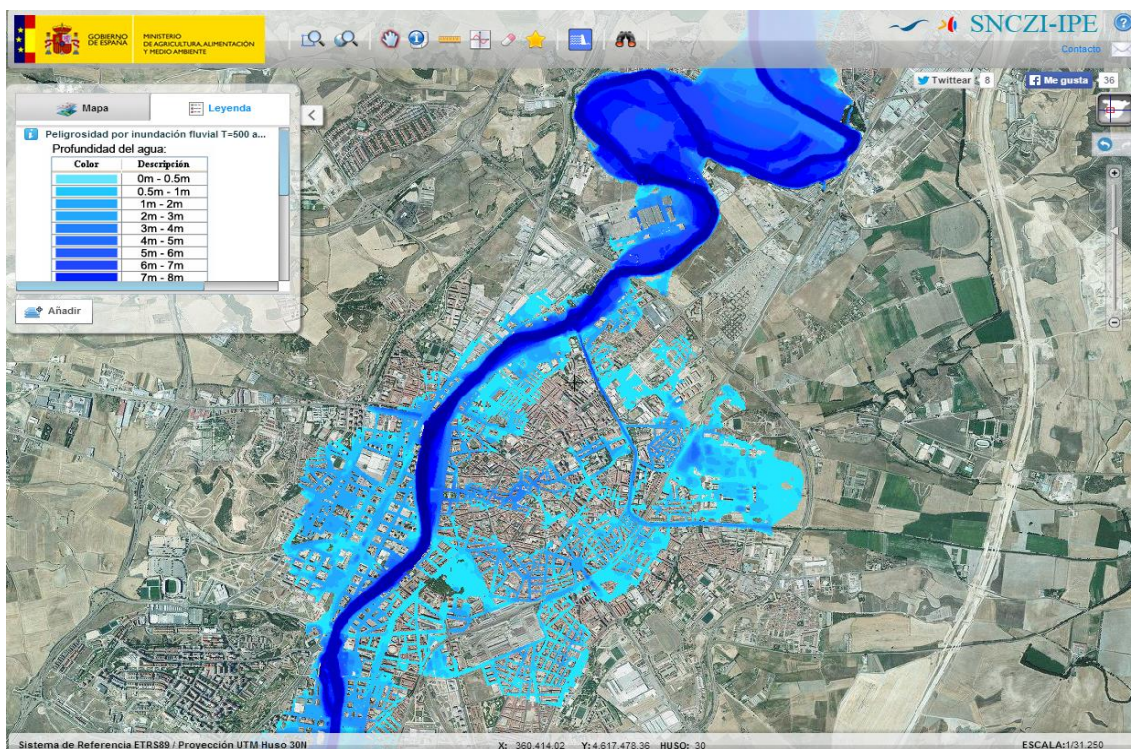 GOBIERNO
DE ESPAÑA
MINISTERIO
DE AGRICULTURA, ALIMENTACIÓN
Y MEDIO AMBIENTE
SNCZI-IPE
?
Contacto
Twittear
8
Me gusta
36
Mapa
Leyenda
Peligrosidad por inundación fluvial T=500 a...
Profundidad del agua:
Color Descripción
0m - 0.5m
0.5m - 1m
1m - 2m
2m - 3m
3m - 4m
4m - 5m
5m - 6m
6m - 7m
7m - 8m
Añadir
Sistema de Referencia ETRS89 / Proyección UTM Huso 30N
X: 360.414.02 Y: 4.617.478.36 HUSO: 30
ESCALA:1/31.250